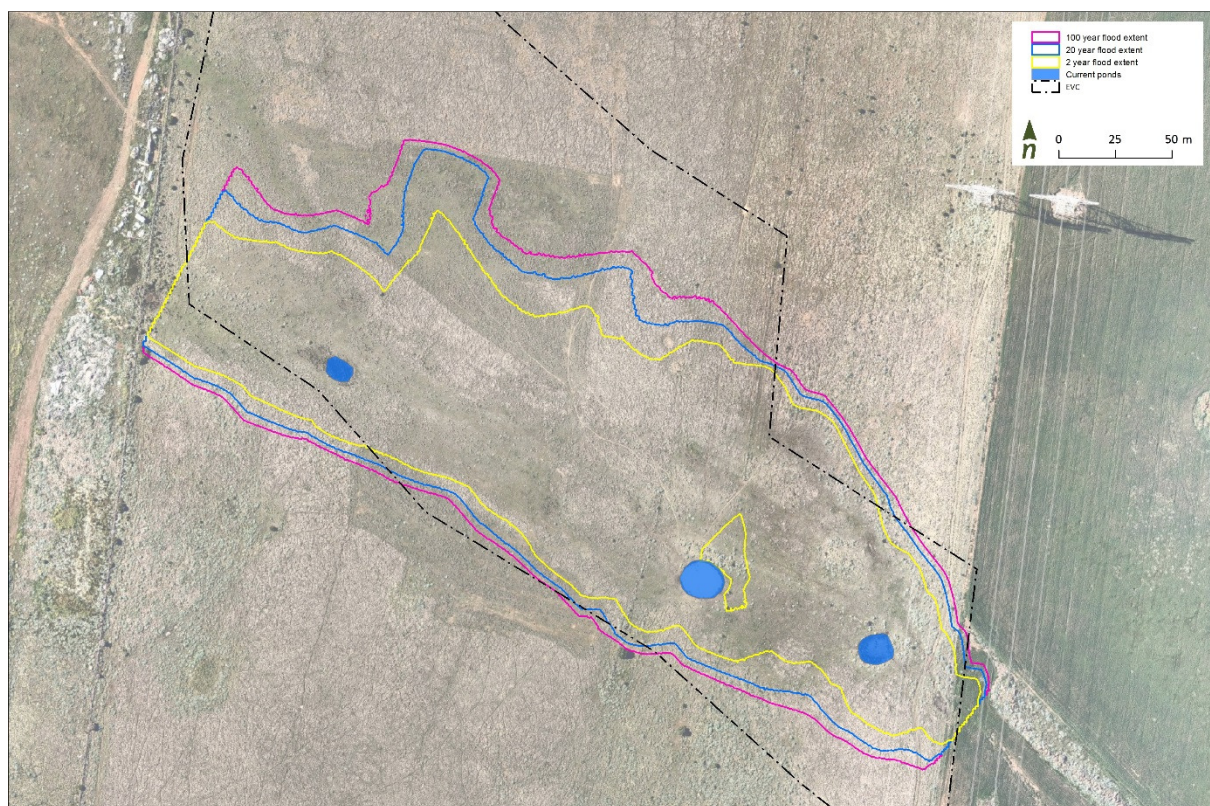 100 year flood extent
20 year flood extent
2 year flood extent
Current ponds
EVC
n
0 25 50 m